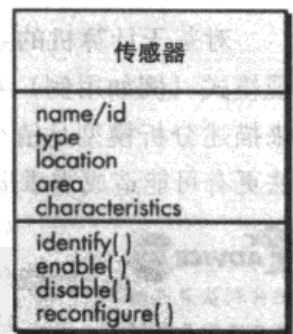 传感器
name/id
type
location
area
characteristics
identify()
enable()
disable()
reconfigure()